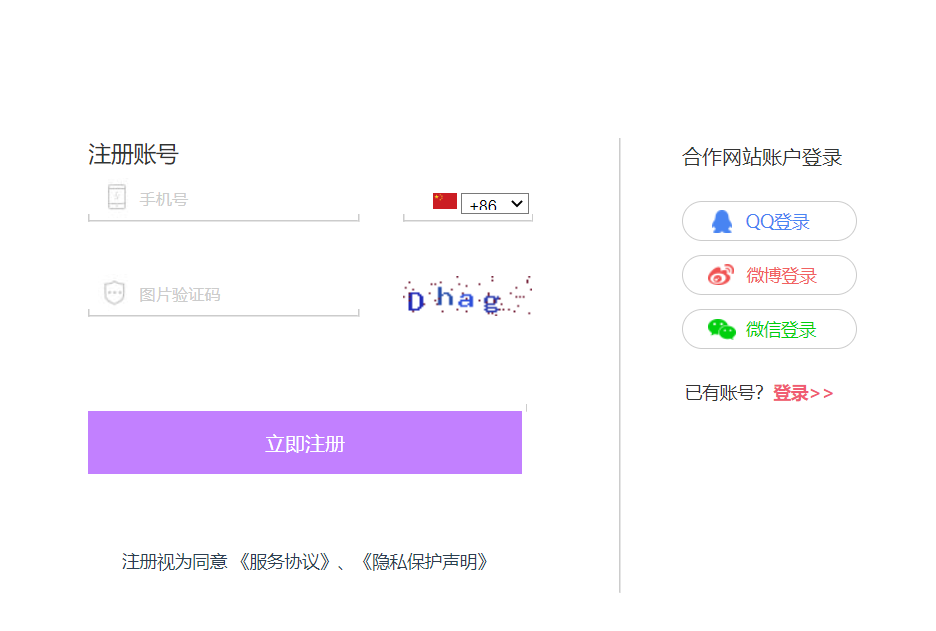 注册账号
手机号
+86
图片验证码
Dhag
立即注册
注册视为同意 《服务协议》、《隐私保护声明》
合作网站账户登录
QQ登录
微博登录
微信登录
已有账号？登录>>